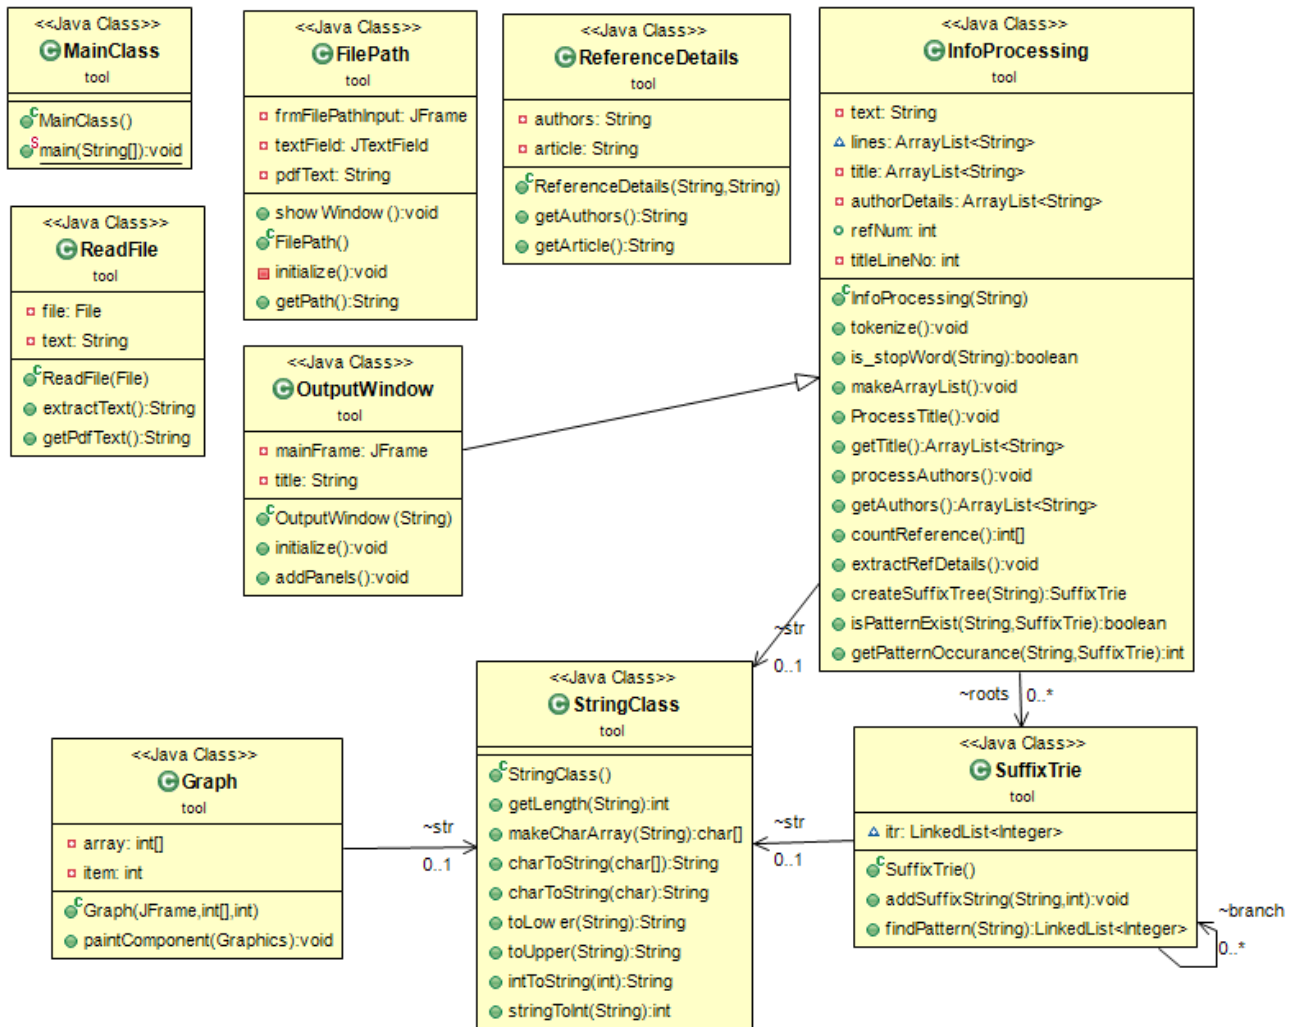 <<Java Class>>
MainClass
tool
MainClass()
main(String[]):void
<<Java Class>>
FilePath
tool
frmFilePathInput: JFrame
textField: JTextField
pdfText: String
show Window ():void
FilePath()
initialize():void
getPath():String
<<Java Class>>
ReferenceDetails
tool
authors: String
article: String
ReferenceDetails(String,String)
getAuthors():String
getArticle():String
<<Java Class>>
InfoProcessing
tool
text: String
lines: ArrayList<String>
title: ArrayList<String>
authorDetails: ArrayList<String>
refNum: int
titleLineNo: int
InfoProcessing(String)
tokenize():void
is_stopWord(String):boolean
makeArrayList():void
ProcessTitle():void
getTitle():ArrayList<String>
processAuthors():void
getAuthors():ArrayList<String>
countReference():int[]
extractRefDetails():void
createSuffixTree(String):SuffixTrie
isPatternExist(String,SuffixTrie):boolean
getPatternOccurance(String,SuffixTrie):int
<<Java Class>>
ReadFile
tool
file: File
text: String
ReadFile(File)
extractText():String
getPdfText():String
<<Java Class>>
OutputWindow
tool
mainFrame: JFrame
title: String
OutputWindow (String)
initialize():void
addPanels():void
~str
0..1
~roots
0..*
<<Java Class>>
StringClass
tool
StringClass()
getLength(String):int
makeCharArray(String):char[]
charToString(char[]):String
charToString(char):String
toLow er(String):String
toUpper(String):String
intToString(int):String
stringToInt(String):int
<<Java Class>>
Graph
tool
array: int[]
item: int
Graph(JFrame,int[],int)
paintComponent(Graphics):void
~str
0..1
~str
0..1
<<Java Class>>
SuffixTrie
tool
itr: LinkedList<Integer>
SuffixTrie()
addSuffixString(String,int):void
findPattern(String):LinkedList<Integer>
~branch
0..*